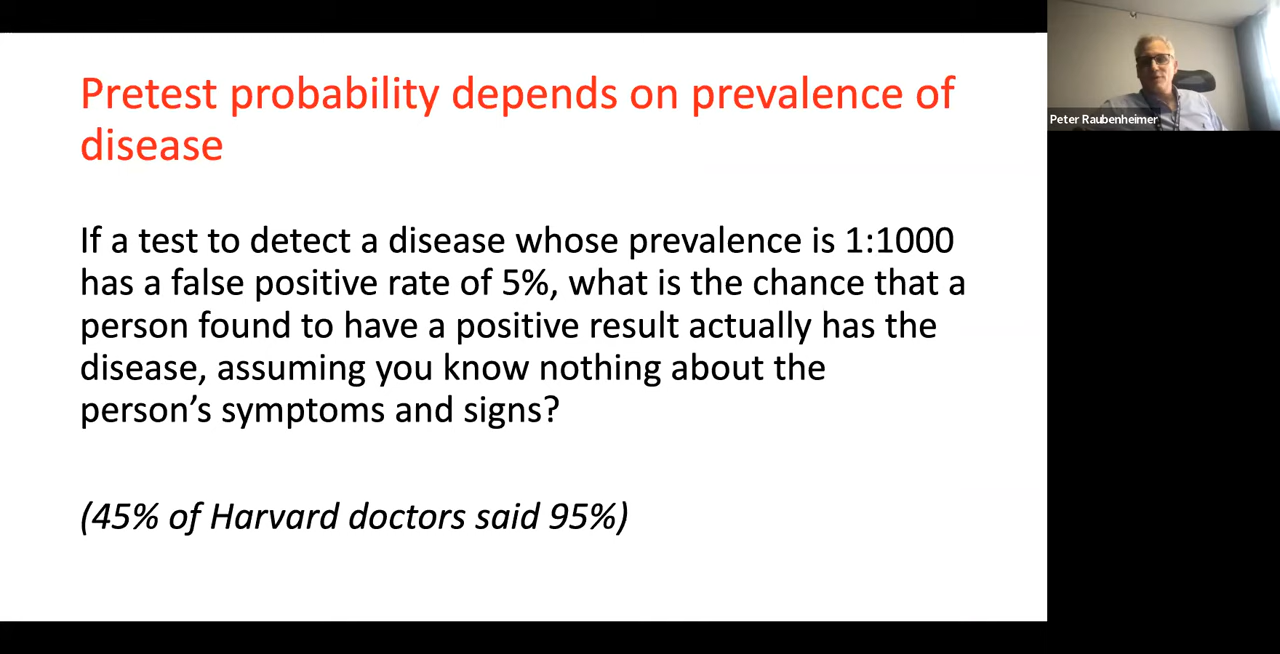 Pretest probability depends on prevalence of
disease
If a test to detect a disease whose prevalence is 1:1000
has a false positive rate of 5%, what is the chance that a
person found to have a positive result actually has the
disease, assuming you know nothing about the
person’s symptoms and signs?
(45% of Harvard doctors said 95%)
Peter Raubenheimer